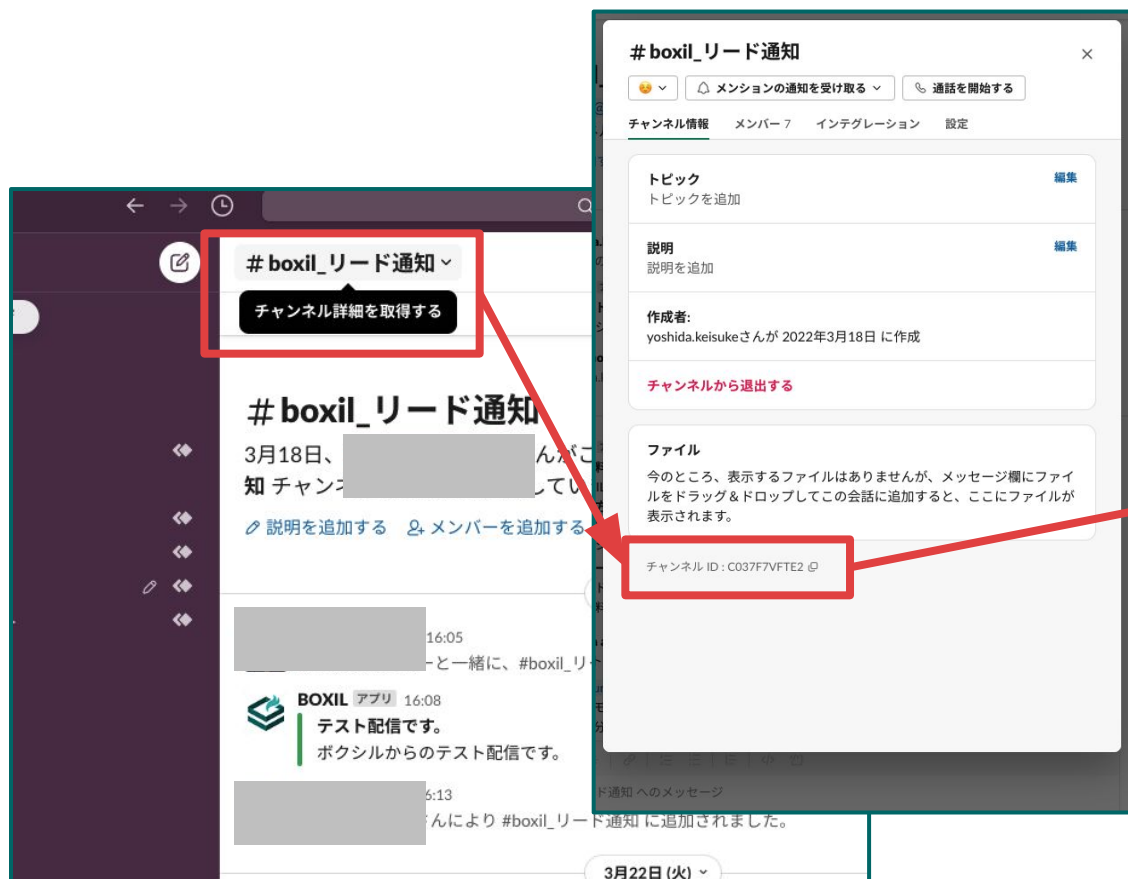 # boxil_リード通知
チャンネル詳細を取得する
# boxil_リード通知
3月18日、 んがこ
知 チャンネ してい
説明を追加する メンバーを追加する
16:05
ーと一緒に、#boxil_リ
BOXIL アプリ 16:08
テスト配信です。
ボクシルからのテスト配信です。
6:13
さんにより #boxil_リード通知 に追加されました。
3月22日 (火)
# boxil_リード通知
メンションの通知を受け取る
通話を開始する
チャンネル情報 メンバー 7 インテグレーション 設定
トピック 編集
トピックを追加
説明 編集
説明を追加
作成者:
yoshida.keisukeさんが 2022年3月18日 に作成
チャンネルから退出する
ファイル
今のところ、表示するファイルはありませんが、メッセージ欄にファイ
ルをドラッグ＆ドロップしてこの会話に追加すると、ここにファイルが
表示されます。
チャンネル ID : C037F7VFTE2
ド通知 へのメッセージ